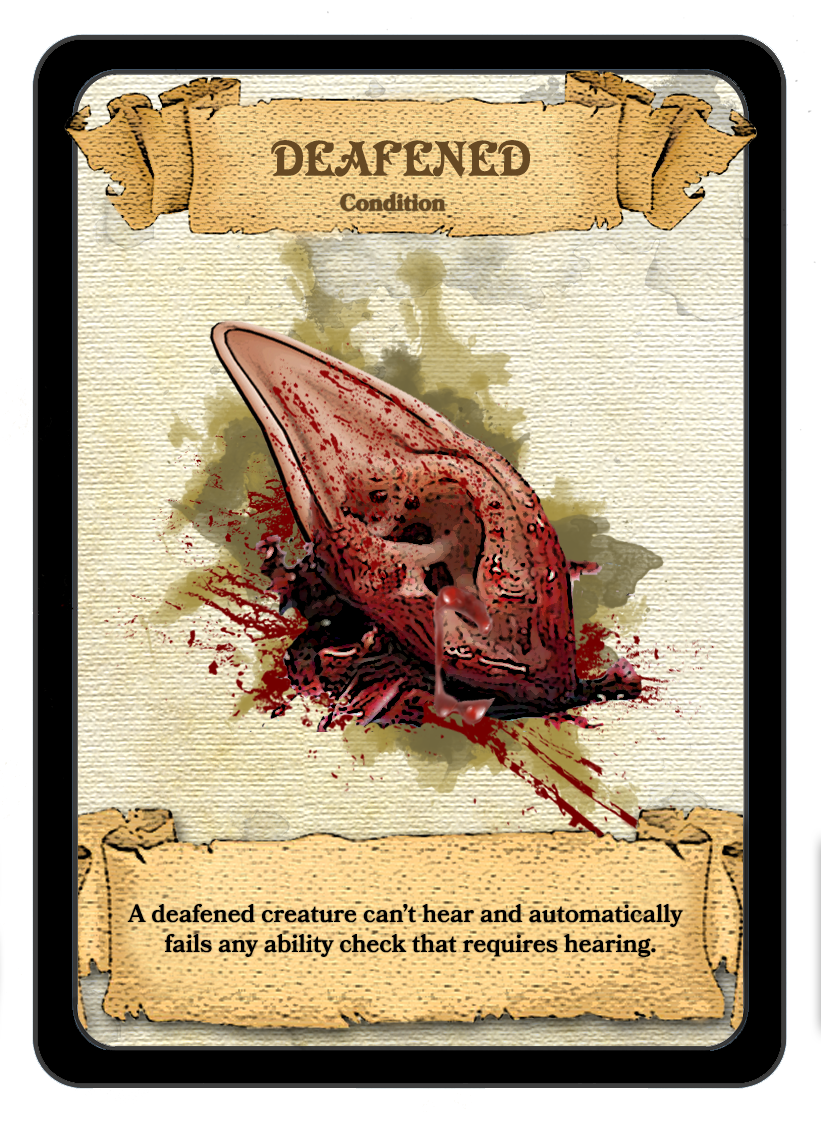 DEAFENED
Condition
A deafened creature can't hear and automatically
fails any ability check that requires hearing.